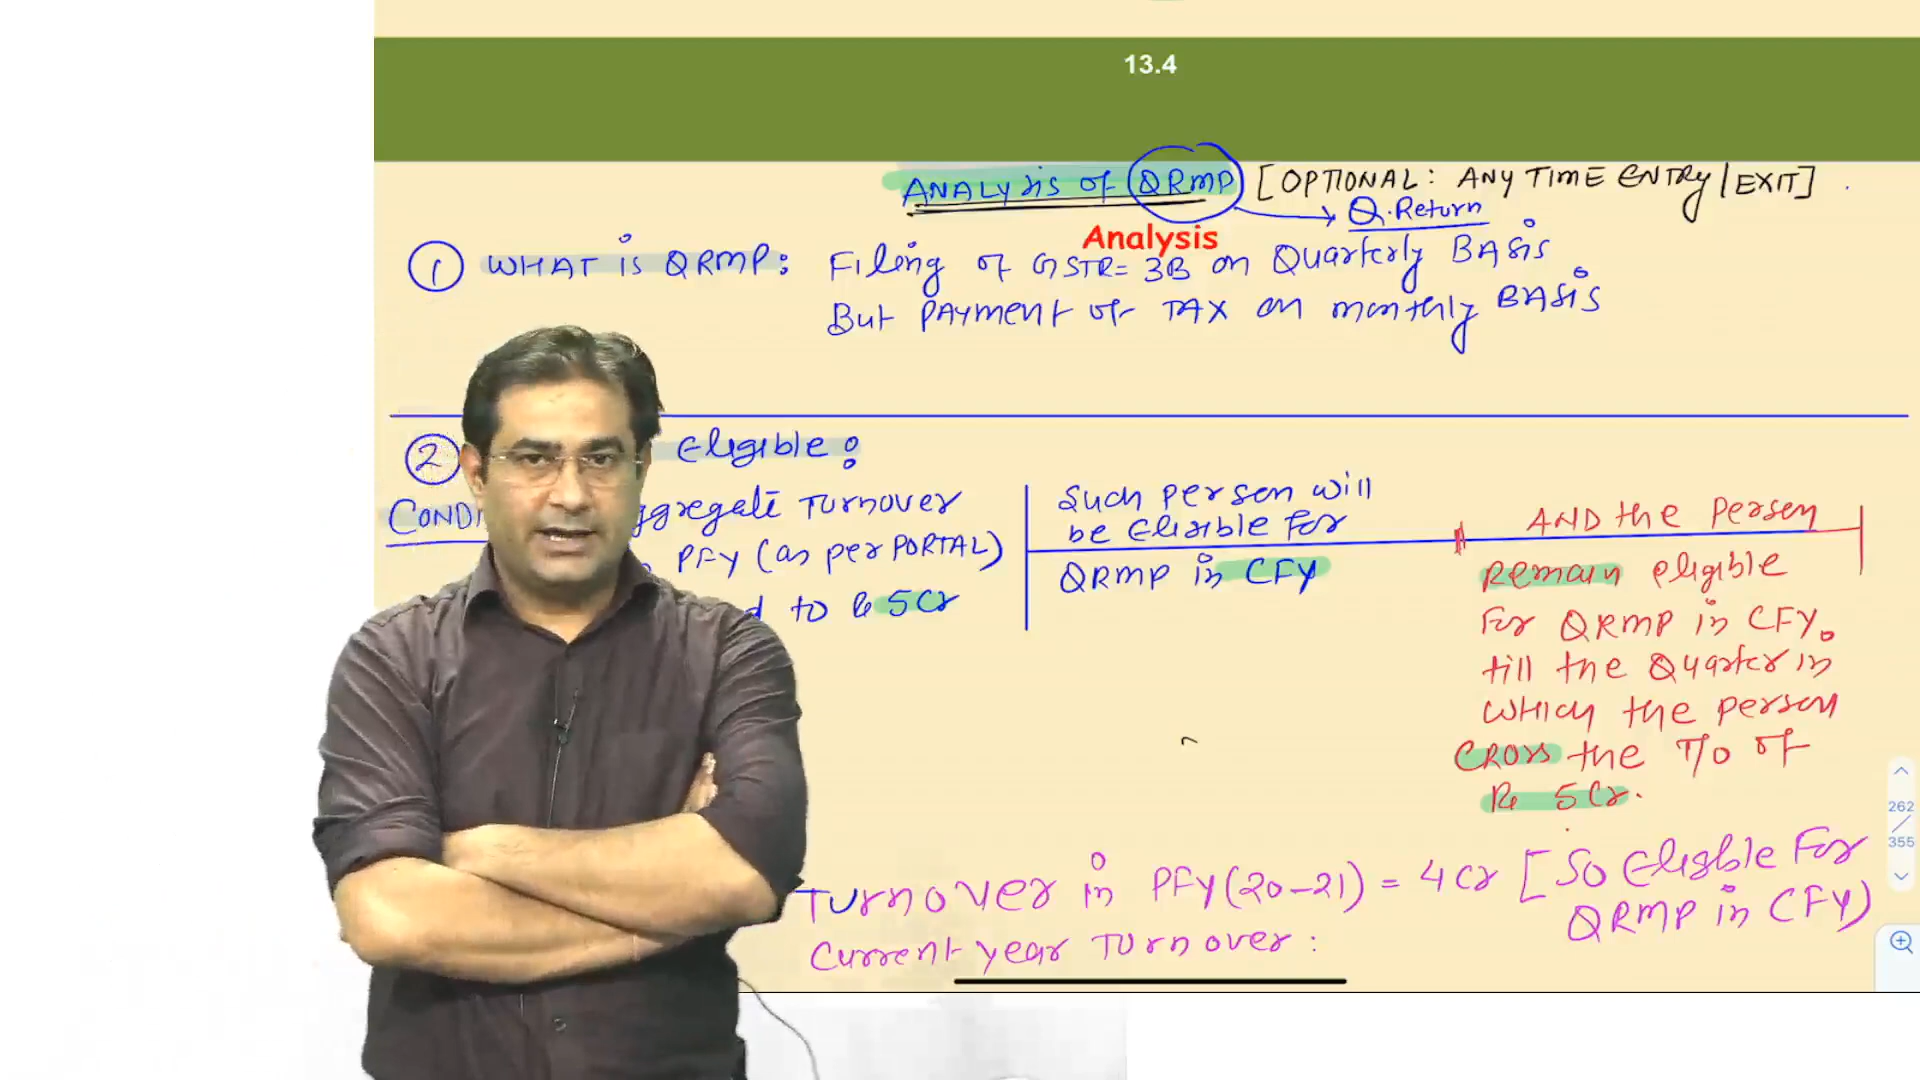 13.4
ANALYSIS OF QRMP [OPTIONAL: ANY TIME ENTRY/EXIT]
Q.Return
Analysis
1 WHAT is QRMP: Filing of GSTR-3B on Quarterly BASIS
But PAYment of TAX on monthly BASIS
2 Eligible:
aggregate Turnover
PFY (as per PORTAL)
to Rs 5Cr
Such person will
be Eligible for
QRMP in CFY
AND the Person
Remain eligible
For QRMP in CFY.
till the Quarter in
which the person
CROSS the T/O of
Rs 5Cr.
Turnover in PFY(20-21) = 4Cr [So Eligible For
QRMP in CFY)
Current year Turnover:
262
355